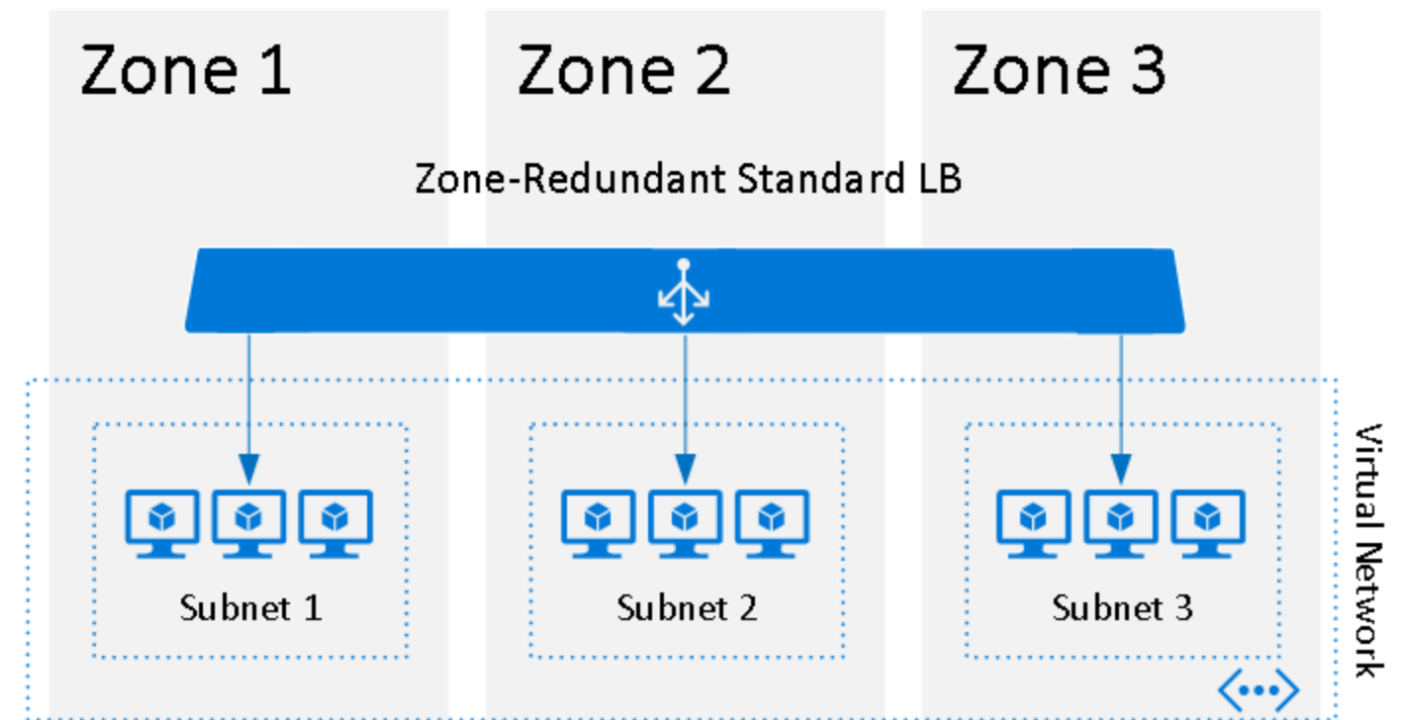 Zone 1
Zone 2
Zone 3
Zone-Redundant Standard LB
Subnet 1
Subnet 2
Subnet 3
Virtual Network